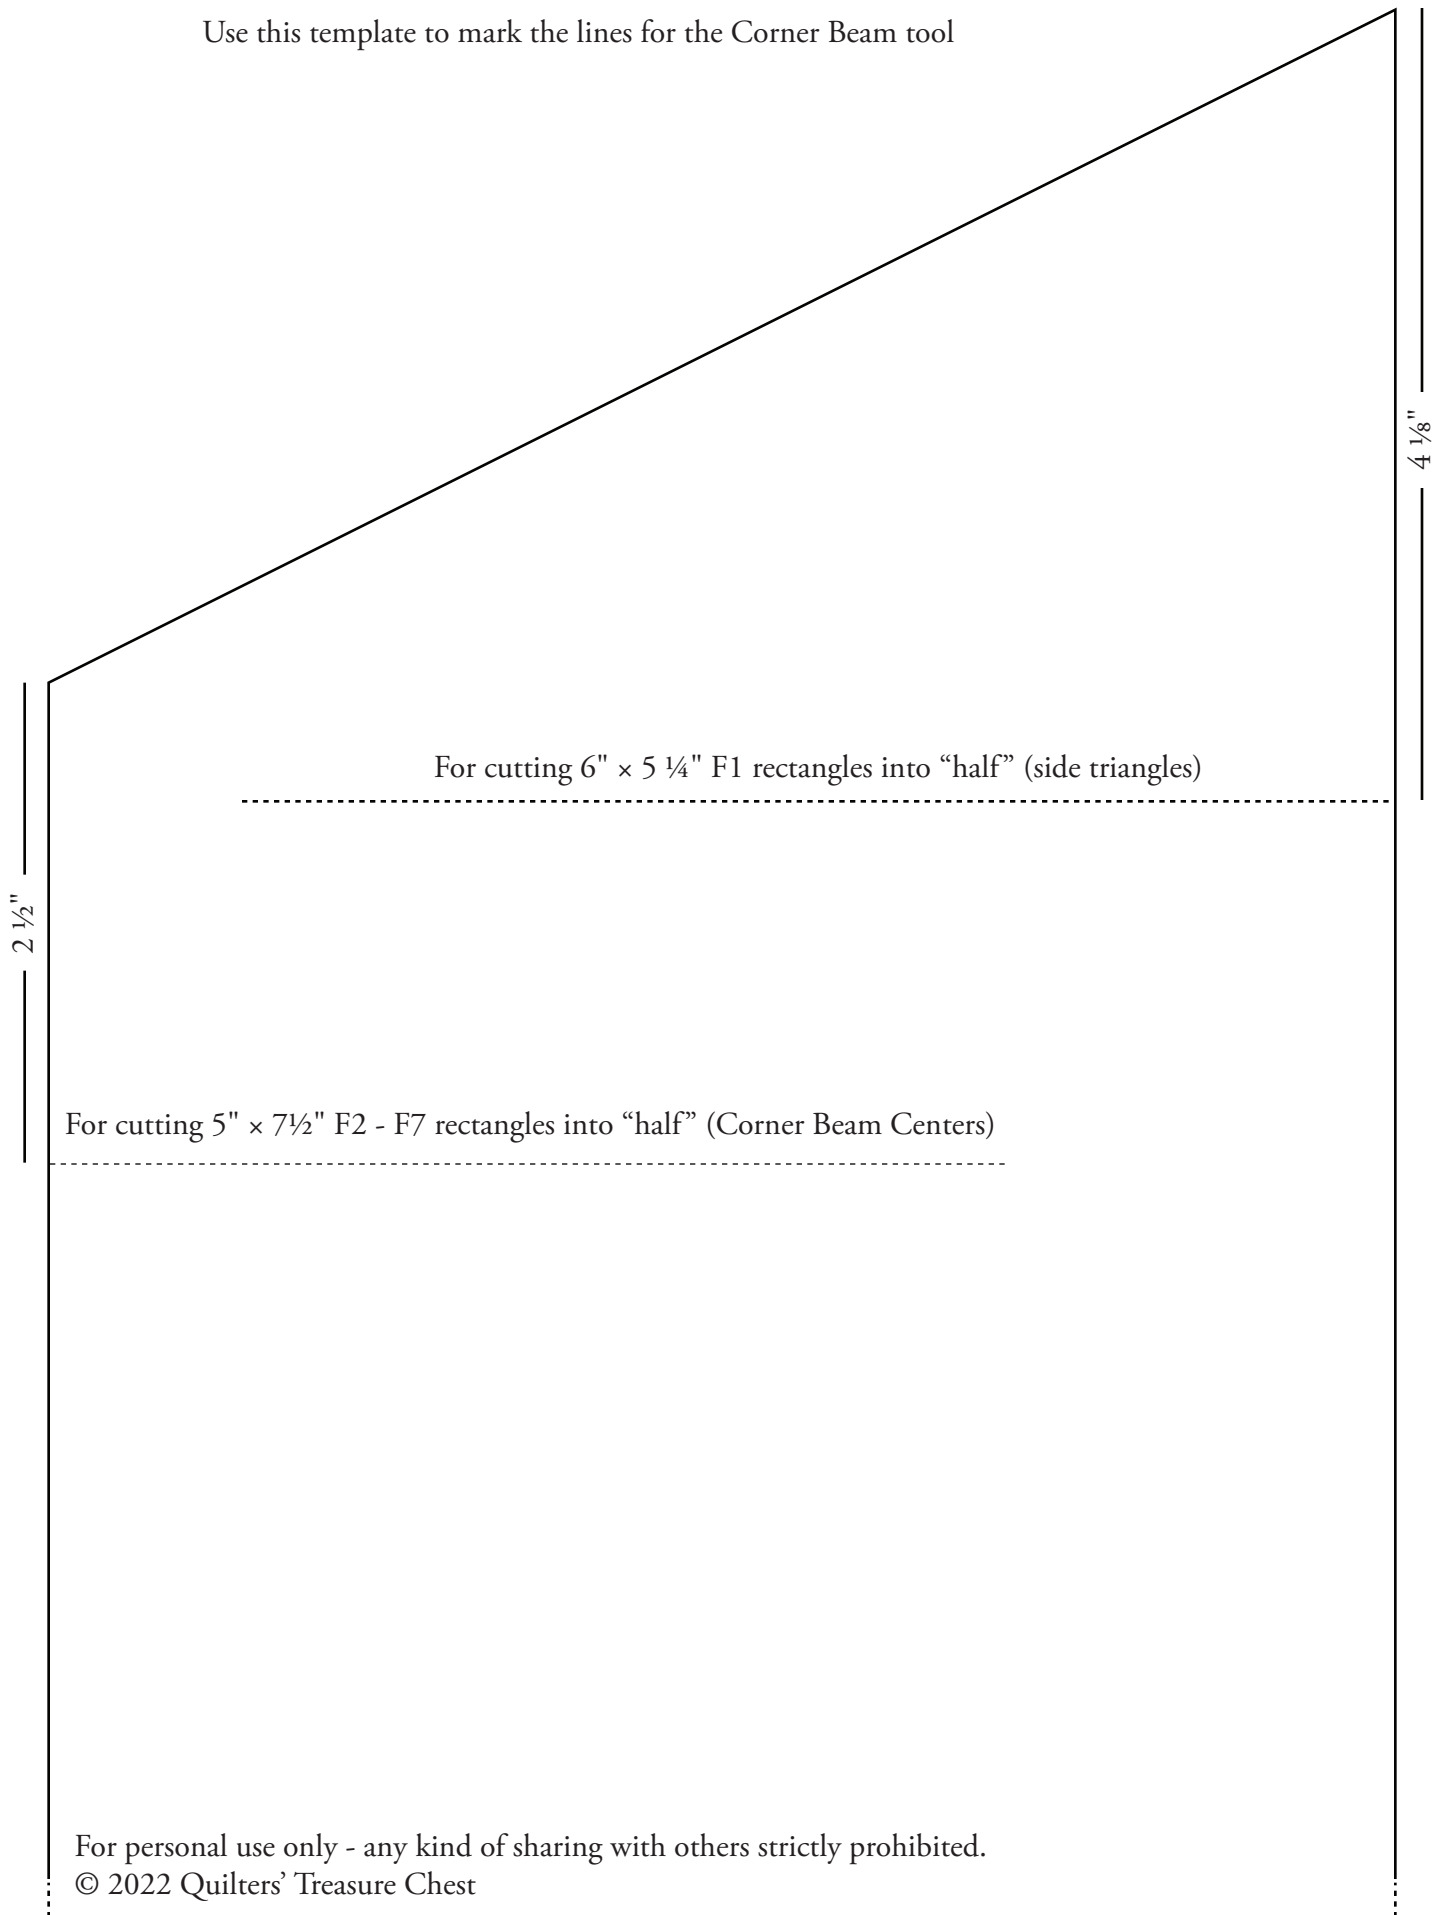 Use this template to mark the lines for the Corner Beam tool
4 ⅛"
For cutting 6" × 5 ¼" F1 rectangles into “half” (side triangles)
2 ½"
For cutting 5" × 7½" F2 - F7 rectangles into “half” (Corner Beam Centers)
For personal use only - any kind of sharing with others strictly prohibited.
© 2022 Quilters’ Treasure Chest